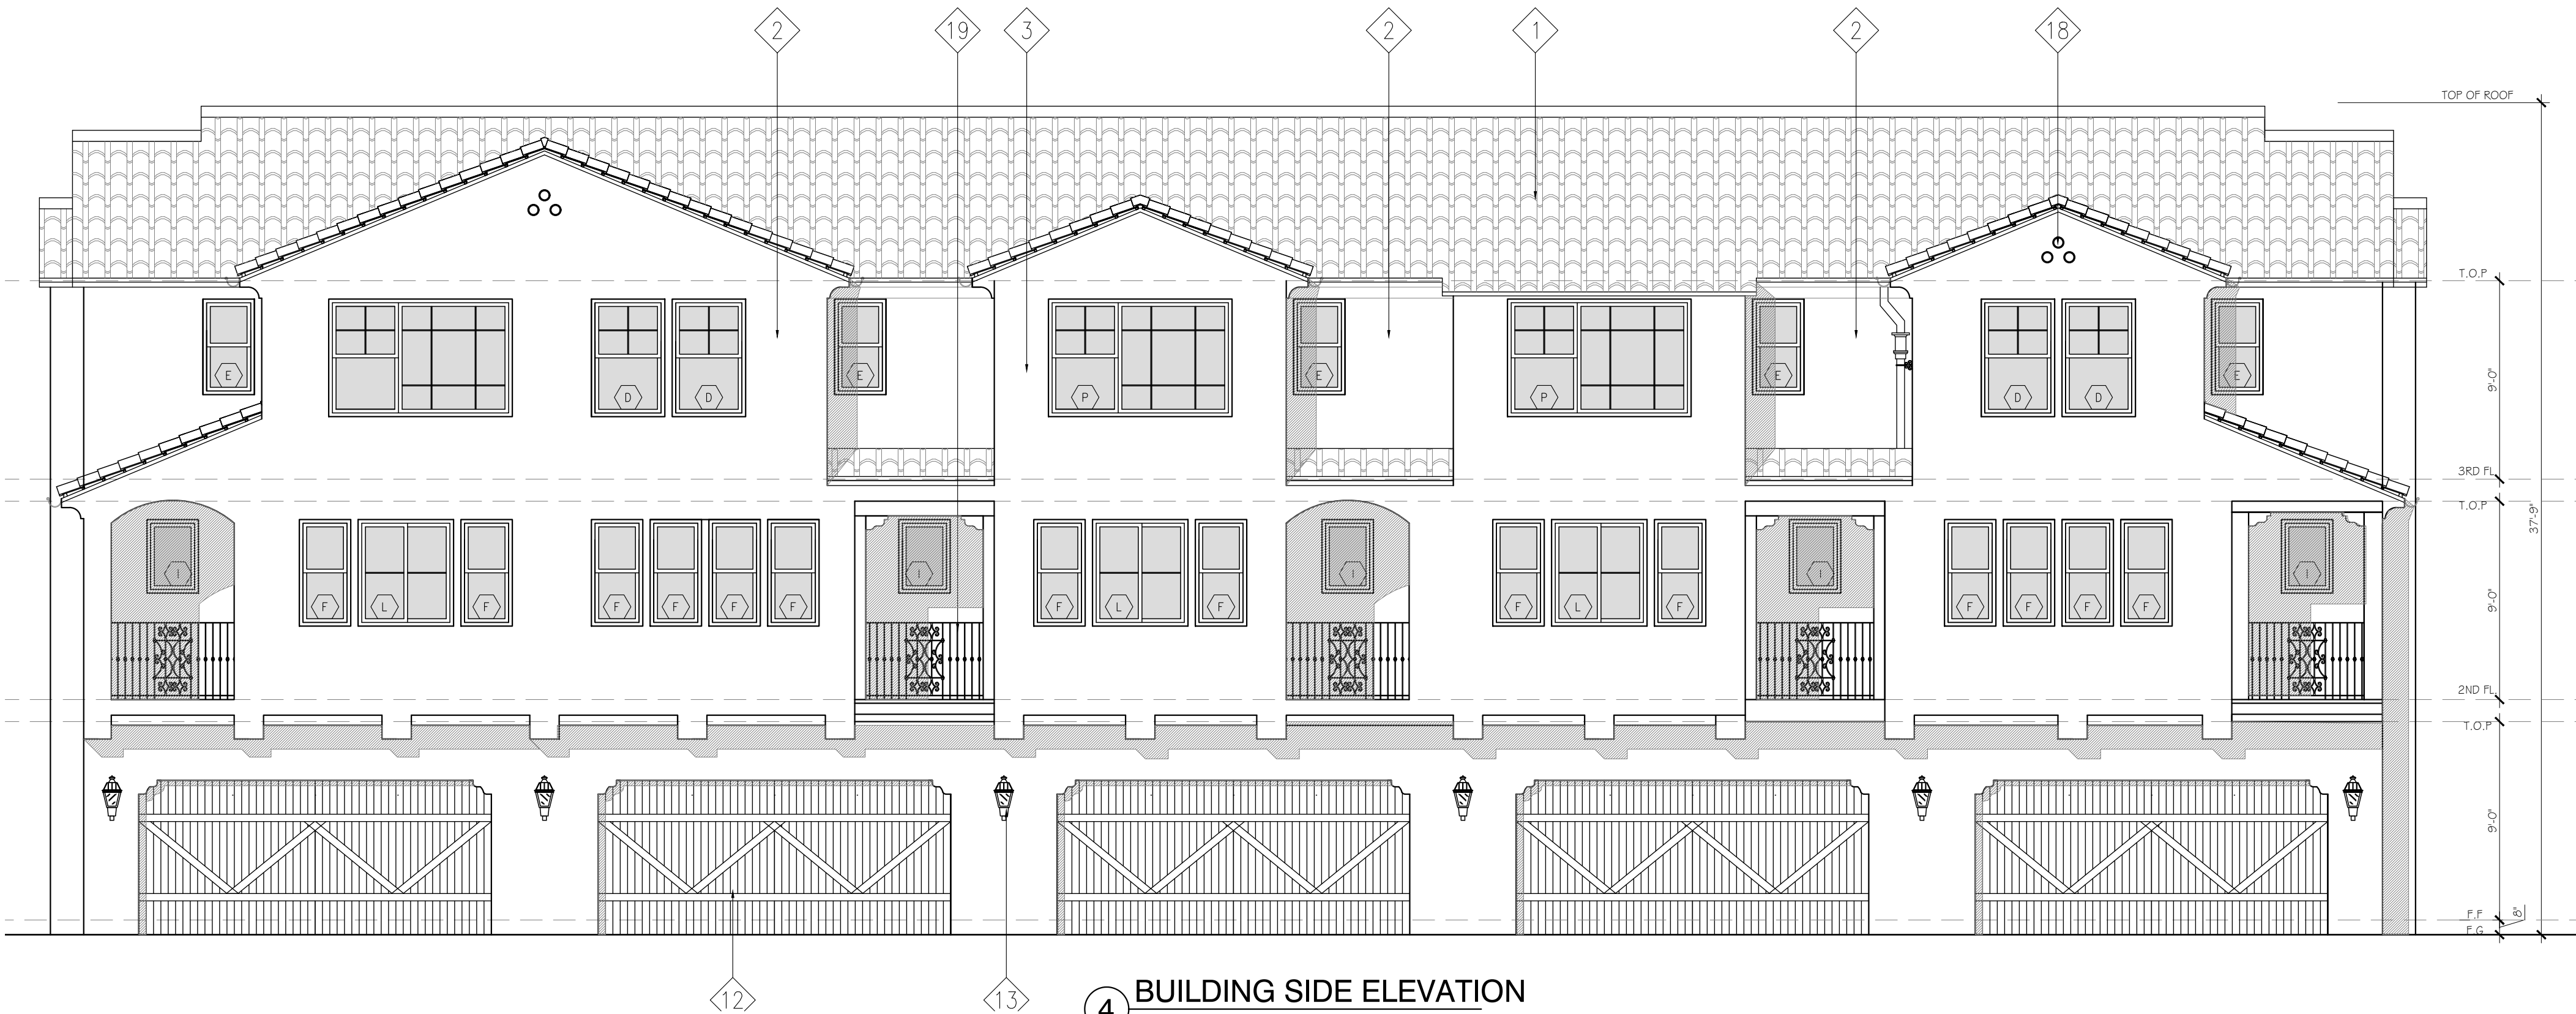 2 19 3 2 1 2 18
TOP OF ROOF
T.O.P
E D D E P E P E D D E
9'-0"
3RD FL.
T.O.P
37'-9"
I I I I I
F L F F F F F F L F F L F F F F F
9'-0"
2ND FL.
T.O.P
9'-0"
F.F
8"
F.G
12 13
4 BUILDING SIDE ELEVATION